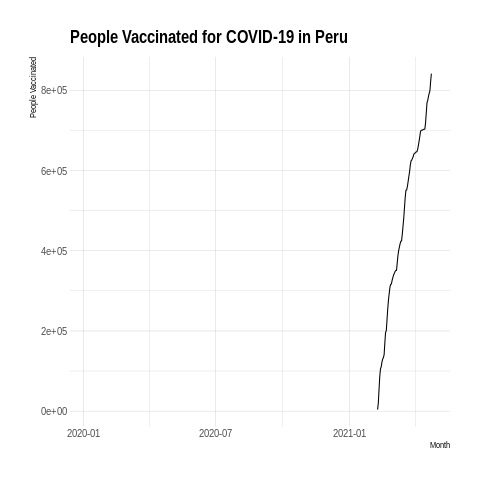 People Vaccinated for COVID-19 in Peru
People Vaccinated
8e+05
6e+05
4e+05
2e+05
0e+00
2020-01 2020-07 2021-01
Month